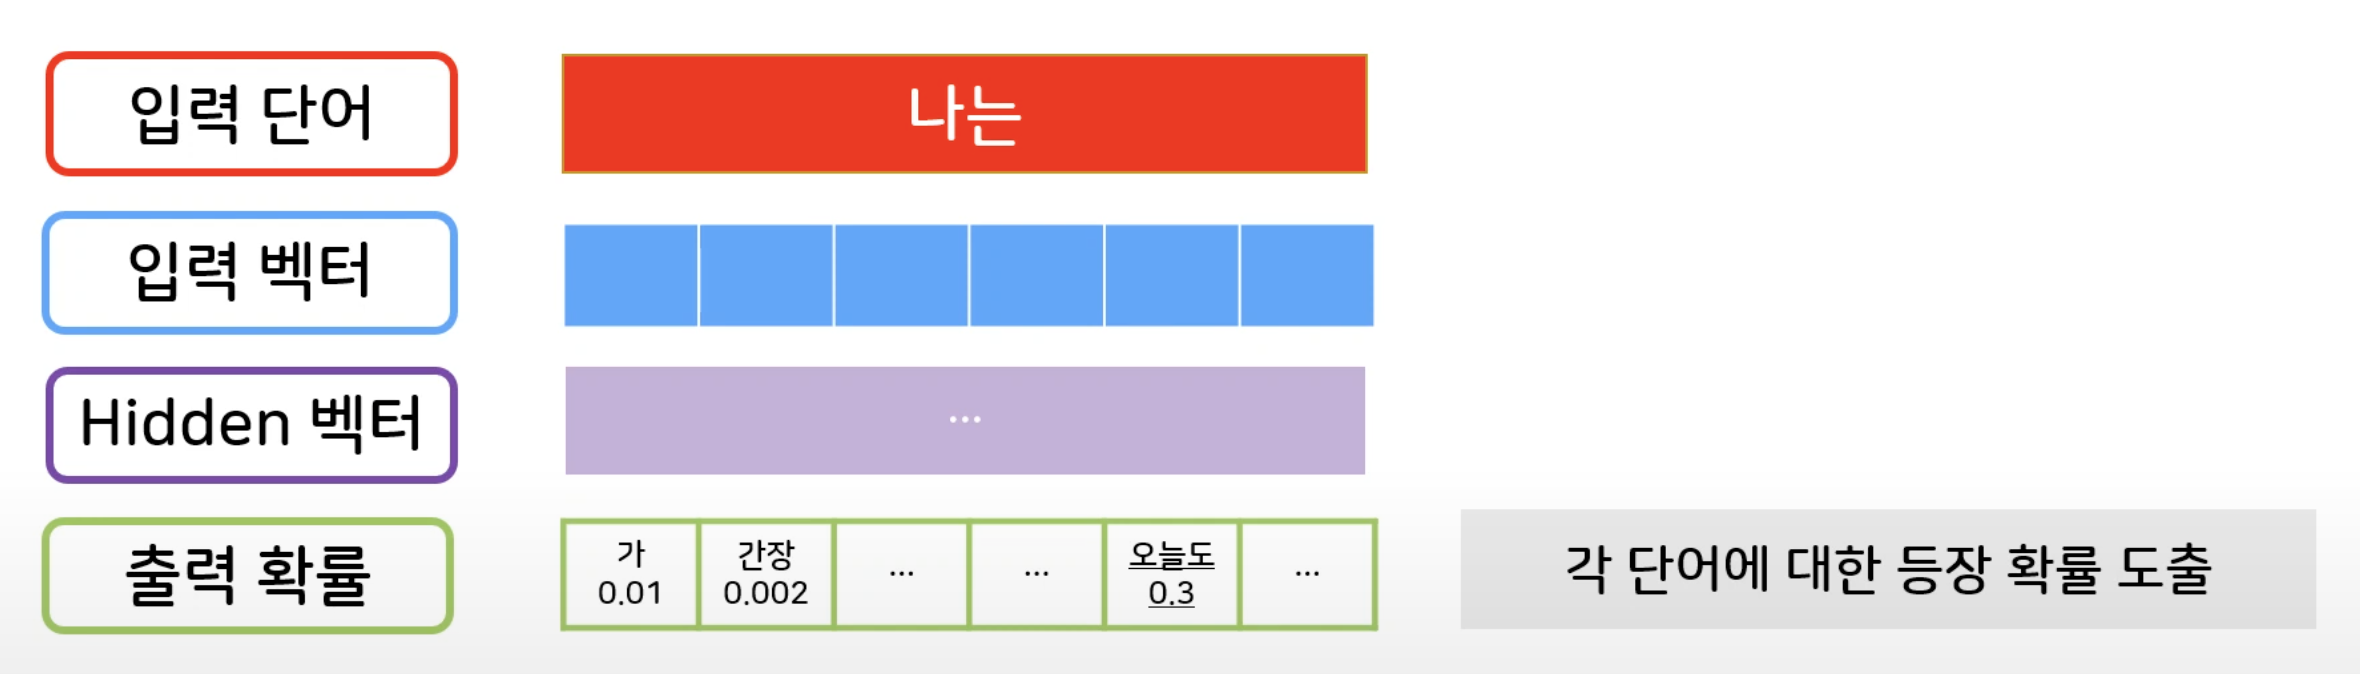 입력 단어
나는
입력 벡터
Hidden 벡터
...
출력 확률
가
0.01
간장
0.002
...
...
오늘도
0.3
...
각 단어에 대한 등장 확률 도출